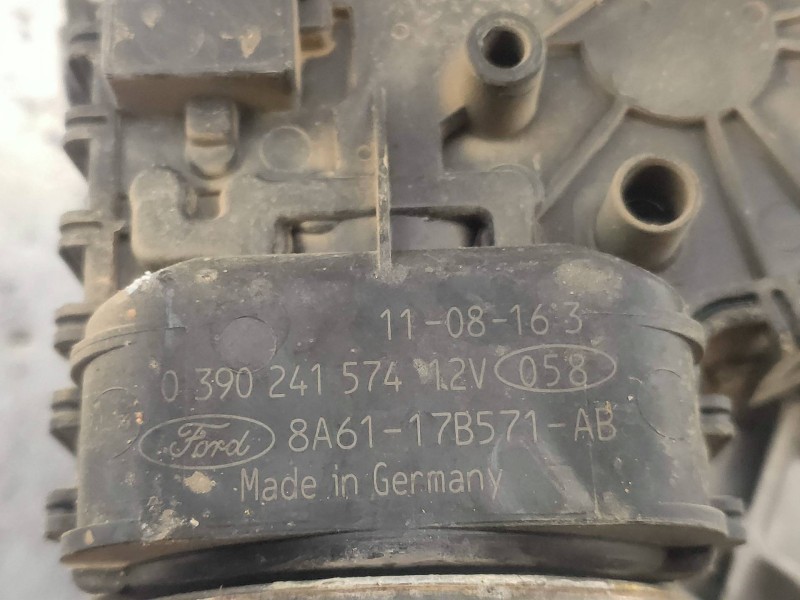 11-08-16 3
0 390 241 574 12V 058
Ford 8A61-17B571-AB
Made in Germany